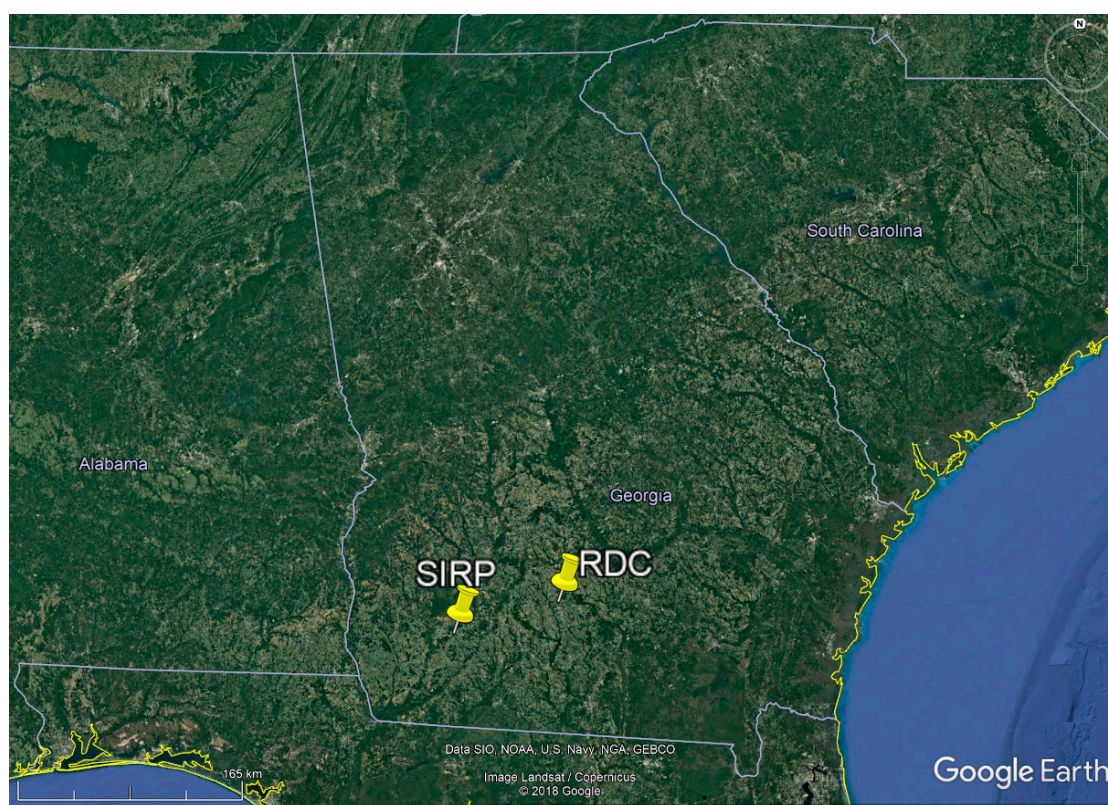 N
South Carolina
Alabama
Georgia
SIRP
RDC
Data SIO, NOAA, U.S. Navy, NGA, GEBCO
165 km
Image Landsat / Copernicus
© 2018 Google
Google Earth